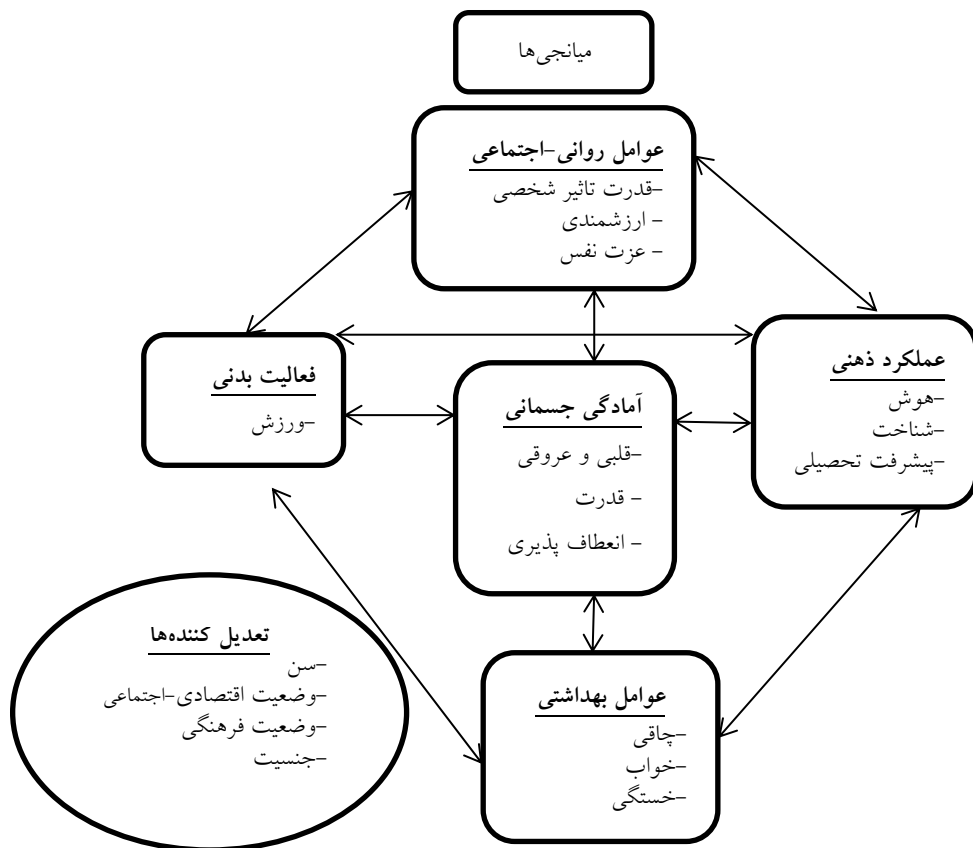 میانجی‌ها
عوامل روانی-اجتماعی
-قدرت تاثیر شخصی
- ارزشمندی
- عزت نفس
عملکرد ذهنی
-هوش
-شناخت
-پیشرفت تحصیلی
فعالیت بدنی
-ورزش
آمادگی جسمانی
-قلبی و عروقی
- قدرت
- انعطاف پذیری
تعدیل کننده‌ها
-سن
-وضعیت اقتصادی-اجتماعی
-وضعیت فرهنگی
-جنسیت
عوامل بهداشتی
-چاقی
-خواب
-خستگی